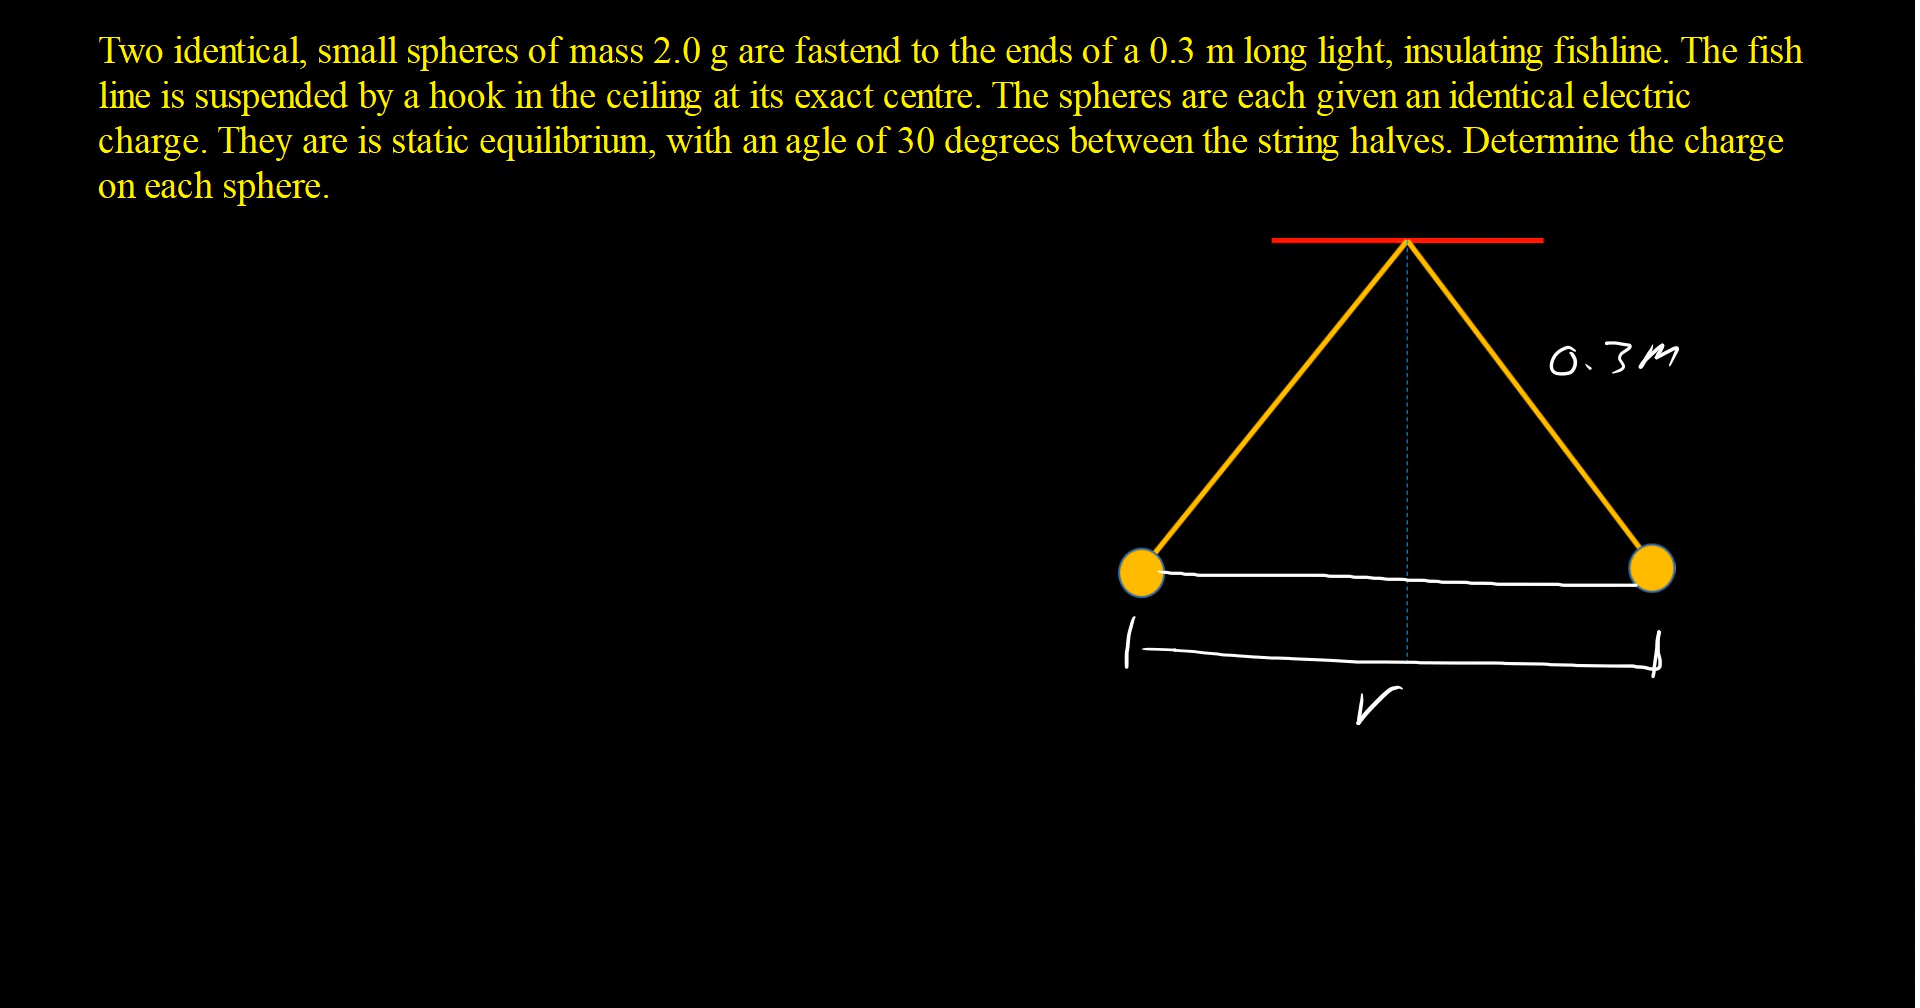 Two identical, small spheres of mass 2.0 g are fastend to the ends of a 0.3 m long light, insulating fishline. The fish
line is suspended by a hook in the ceiling at its exact centre. The spheres are each given an identical electric
charge. They are is static equilibrium, with an agle of 30 degrees between the string halves. Determine the charge
on each sphere.
0.3m
r